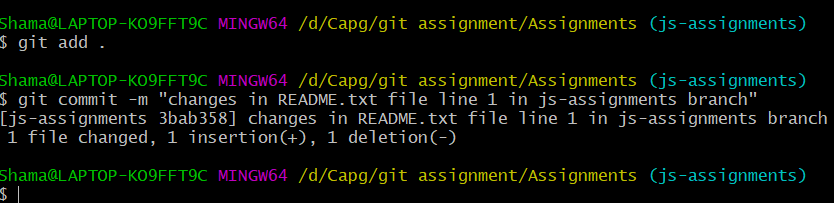 Shama@LAPTOP-KO9FFT9C MINGW64 /d/Capg/git assignment/Assignments (js-assignments)
$ git add .
Shama@LAPTOP-KO9FFT9C MINGW64 /d/Capg/git assignment/Assignments (js-assignments)
$ git commit -m "changes in README.txt file line 1 in js-assignments branch"
[js-assignments 3bab358] changes in README.txt file line 1 in js-assignments branch
 1 file changed, 1 insertion(+), 1 deletion(-)
Shama@LAPTOP-KO9FFT9C MINGW64 /d/Capg/git assignment/Assignments (js-assignments)
$